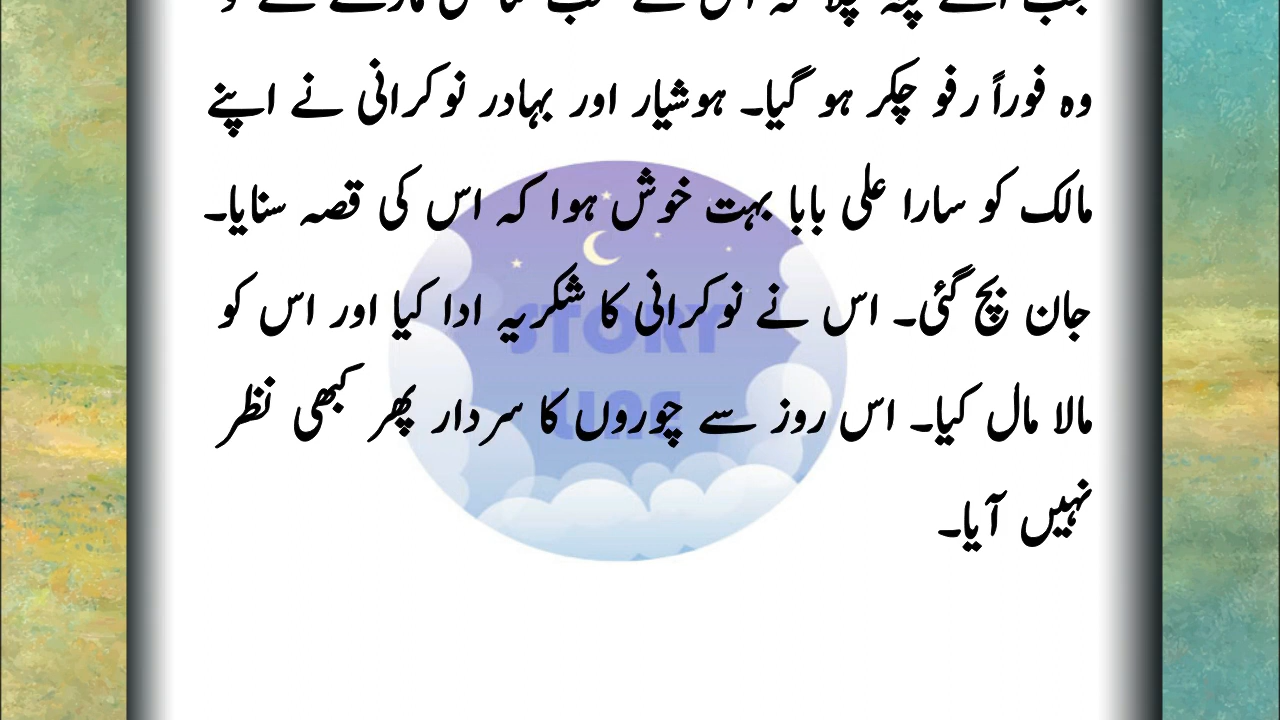 وہ فوراً رفو چکر ہو گیا۔ ہوشیار اور بہادر نوکرانی نے اپنے
مالک کو سارا علی بابا بہت خوش ہوا کہ اس کی قصہ سنایا۔
جان بچ گئی۔ اس نے نوکرانی کا شکریہ ادا کیا اور اس کو
مالا مال کیا۔ اس روز سے چوروں کا سردار پھر کبھی نظر
نہیں آیا۔
STORY